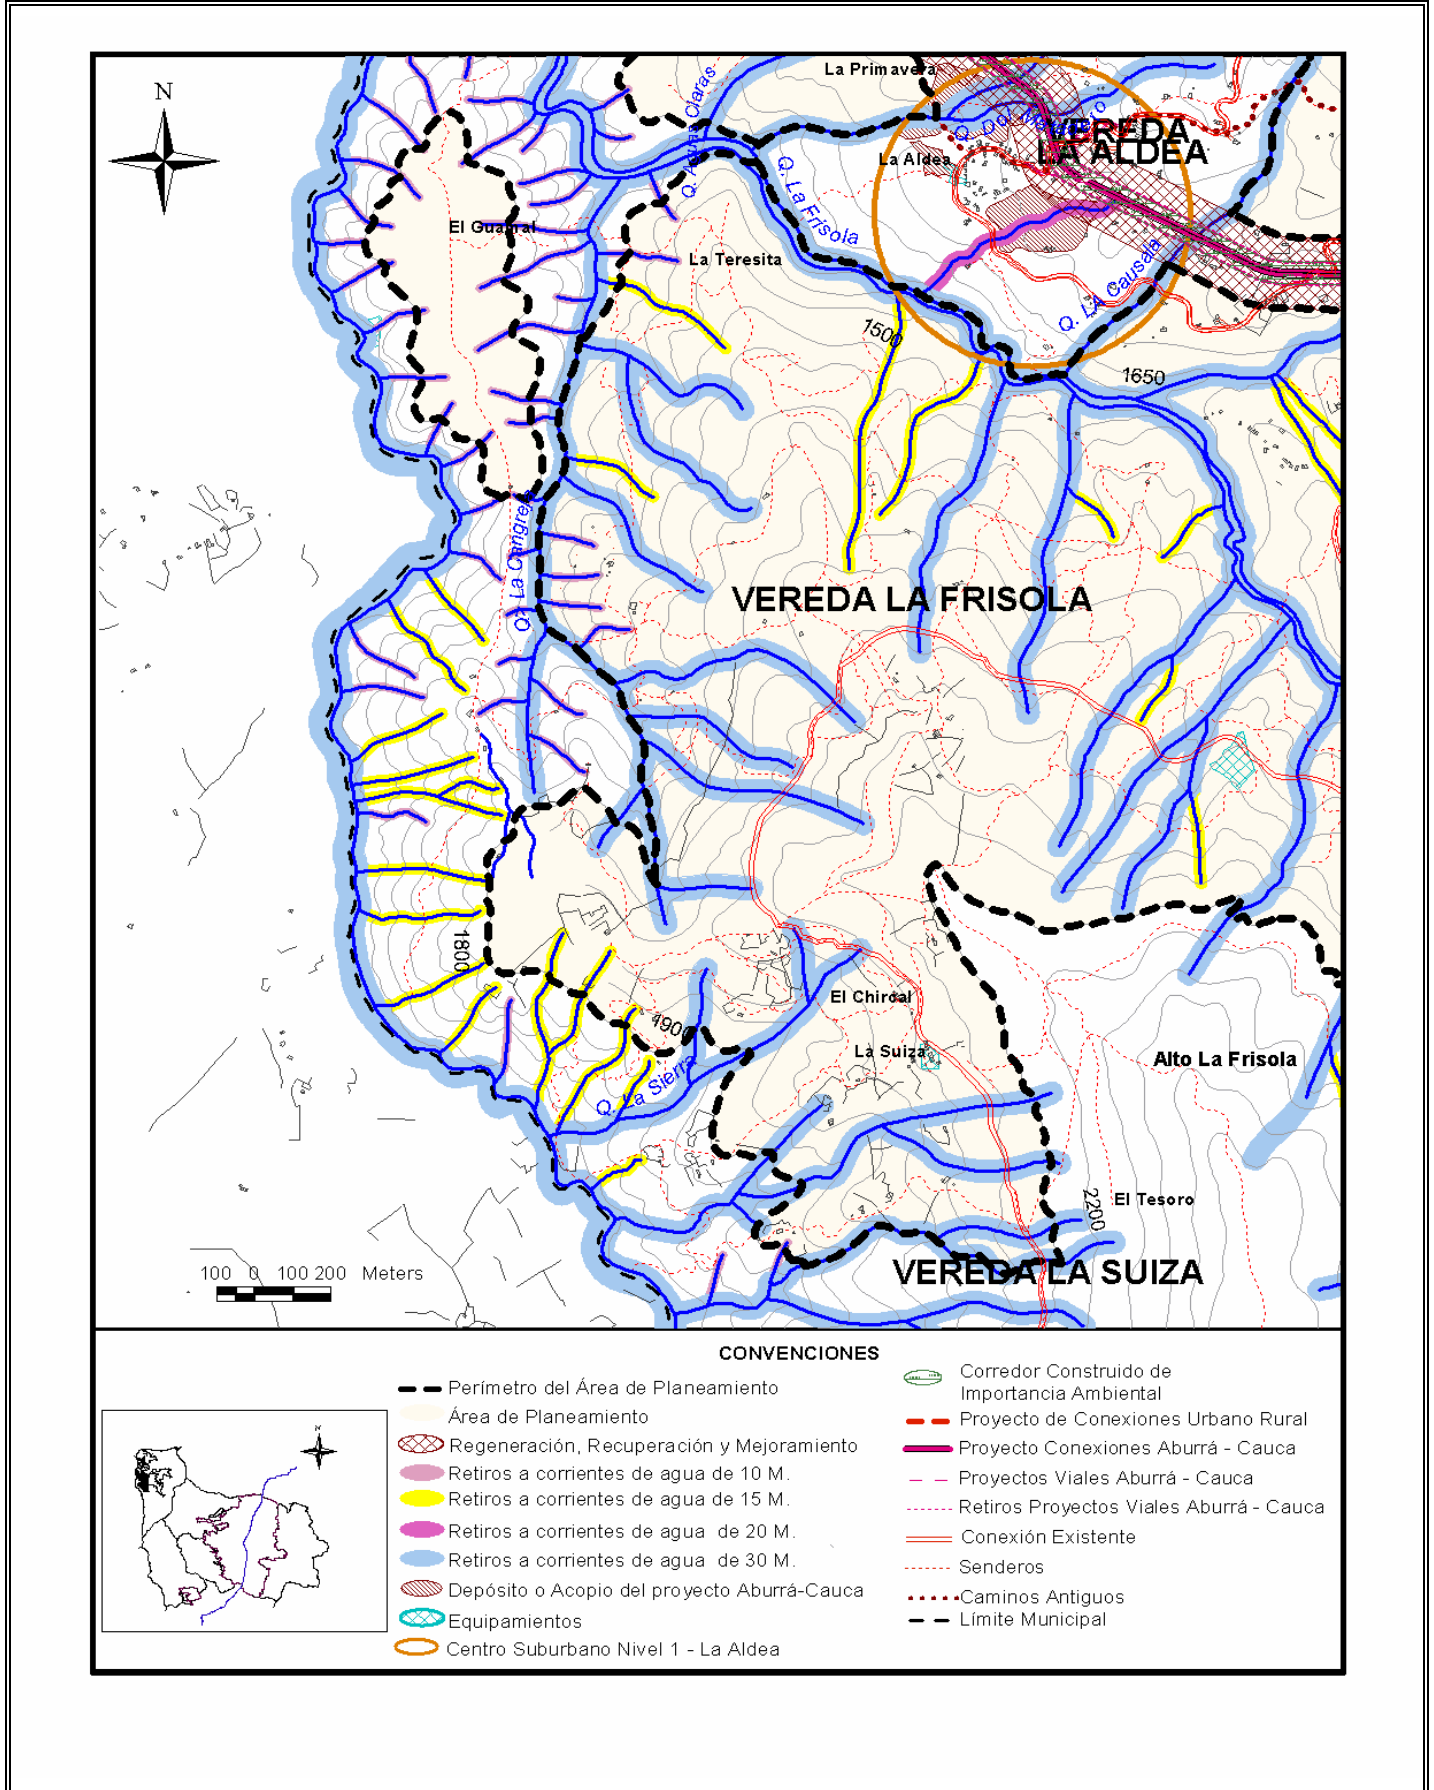 N
La Primavera
Q. Aguas Claras
VEREDA
LA ALDEA
La Aldea
Q. La Frisola
El Guamal
La Teresita
Q. LA Causala
1500
1650
Q. La Cangreja
VEREDA LA FRISOLA
1800
El Chircal
1900
La Suiza
Alto La Frisola
Q. La Sierra
El Tesoro
2200
VEREDA LA SUIZA
100 0 100 200 Meters
CONVENCIONES
Perímetro del Área de Planeamiento
Área de Planeamiento
Regeneración, Recuperación y Mejoramiento
Retiros a corrientes de agua de 10 M.
Retiros a corrientes de agua de 15 M.
Retiros a corrientes de agua de 20 M.
Retiros a corrientes de agua de 30 M.
Depósito o Acopio del proyecto Aburrá-Cauca
Equipamientos
Centro Suburbano Nivel 1 - La Aldea
Corredor Construido de
Importancia Ambiental
Proyecto de Conexiones Urbano Rural
Proyecto Conexiones Aburrá - Cauca
Proyectos Viales Aburrá - Cauca
Retiros Proyectos Viales Aburrá - Cauca
Conexión Existente
Senderos
Caminos Antiguos
Límite Municipal
N